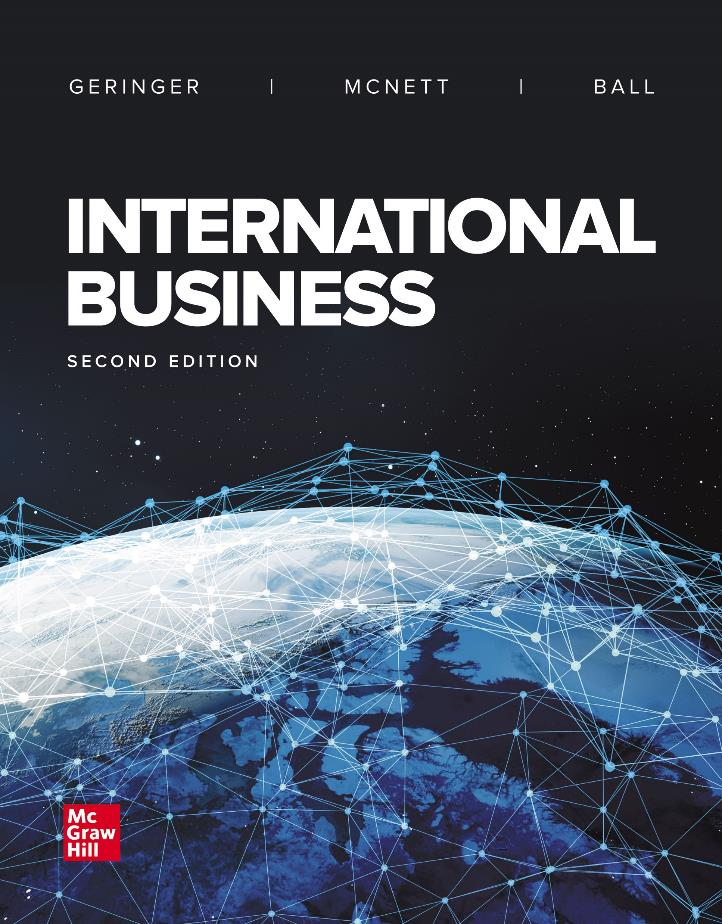 GERINGER | MCNETT | BALL
INTERNATIONAL
BUSINESS
SECOND EDITION
Mc
Graw
Hill